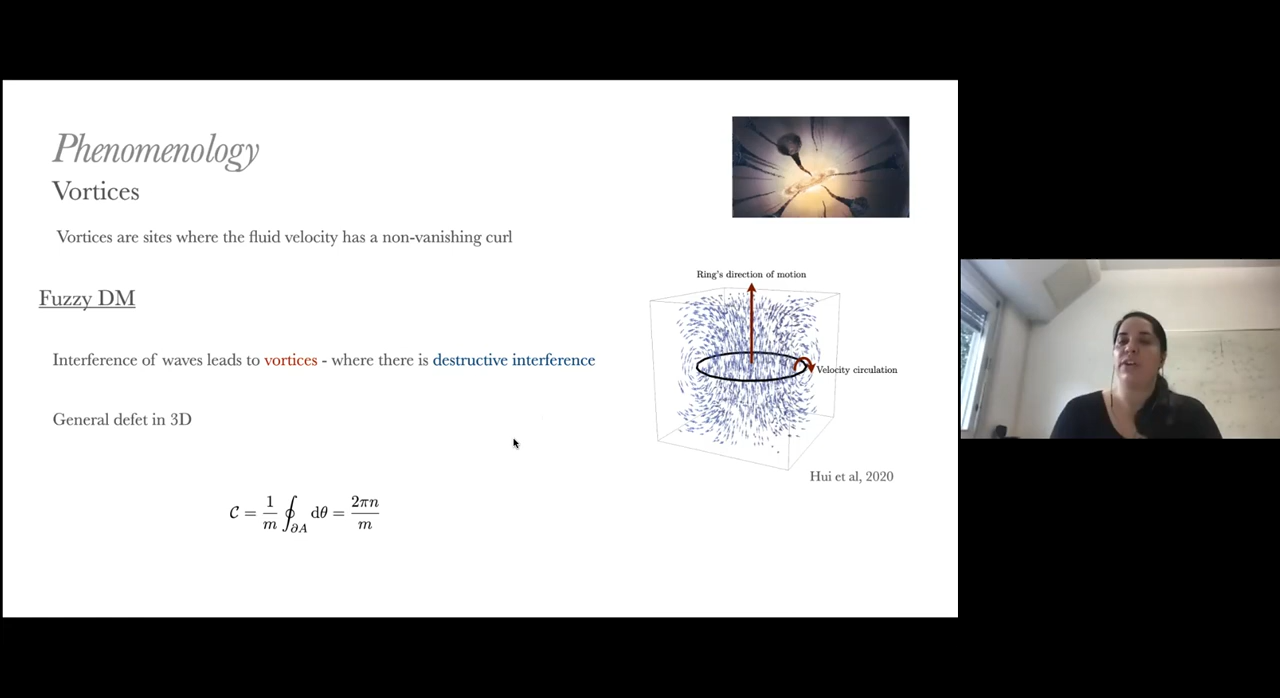 Phenomenology
Vortices
Vortices are sites where the fluid velocity has a non-vanishing curl
Ring's direction of motion
Fuzzy DM
Interference of waves leads to vortices - where there is destructive interference
Velocity circulation
General defet in 3D
Hui et al, 2020
𝒞 = 1/m ∮∂A dθ = 2πn/m